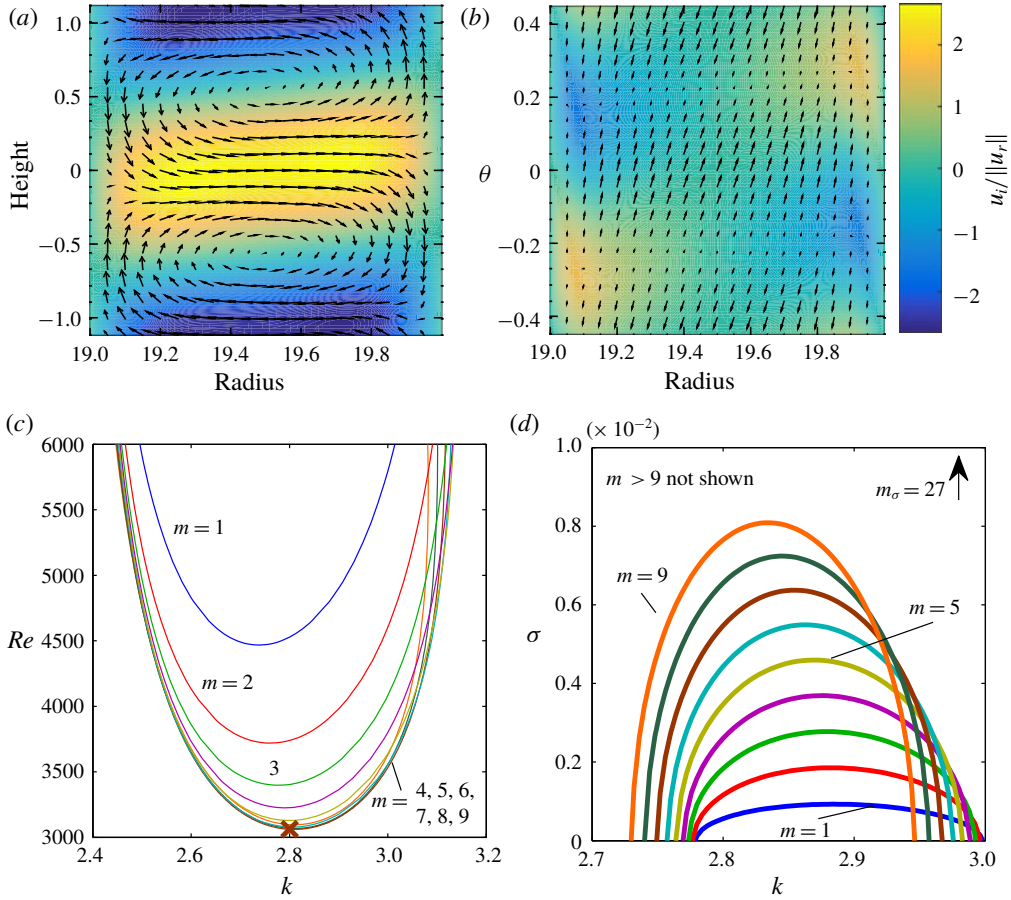 (a)
1.0
0.5
0
−0.5
−1.0
Height
19.0 19.2 19.4 19.6 19.8
Radius
(b)
0.4
0.2
0
−0.2
−0.4
θ
19.0 19.2 19.4 19.6 19.8
Radius
2
1
0
−1
−2
u_i/||u_r||
(c)
6000
5500
5000
4500
4000
3500
3000
Re
m = 1
m = 2
3
m = 4, 5, 6,
7, 8, 9
2.4 2.6 2.8 3.0 3.2
k
(d)
(× 10⁻²)
1.0
0.8
0.6
0.4
0.2
0
σ
m > 9 not shown
m_σ = 27
m = 9
m = 5
m = 1
2.7 2.8 2.9 3.0
k